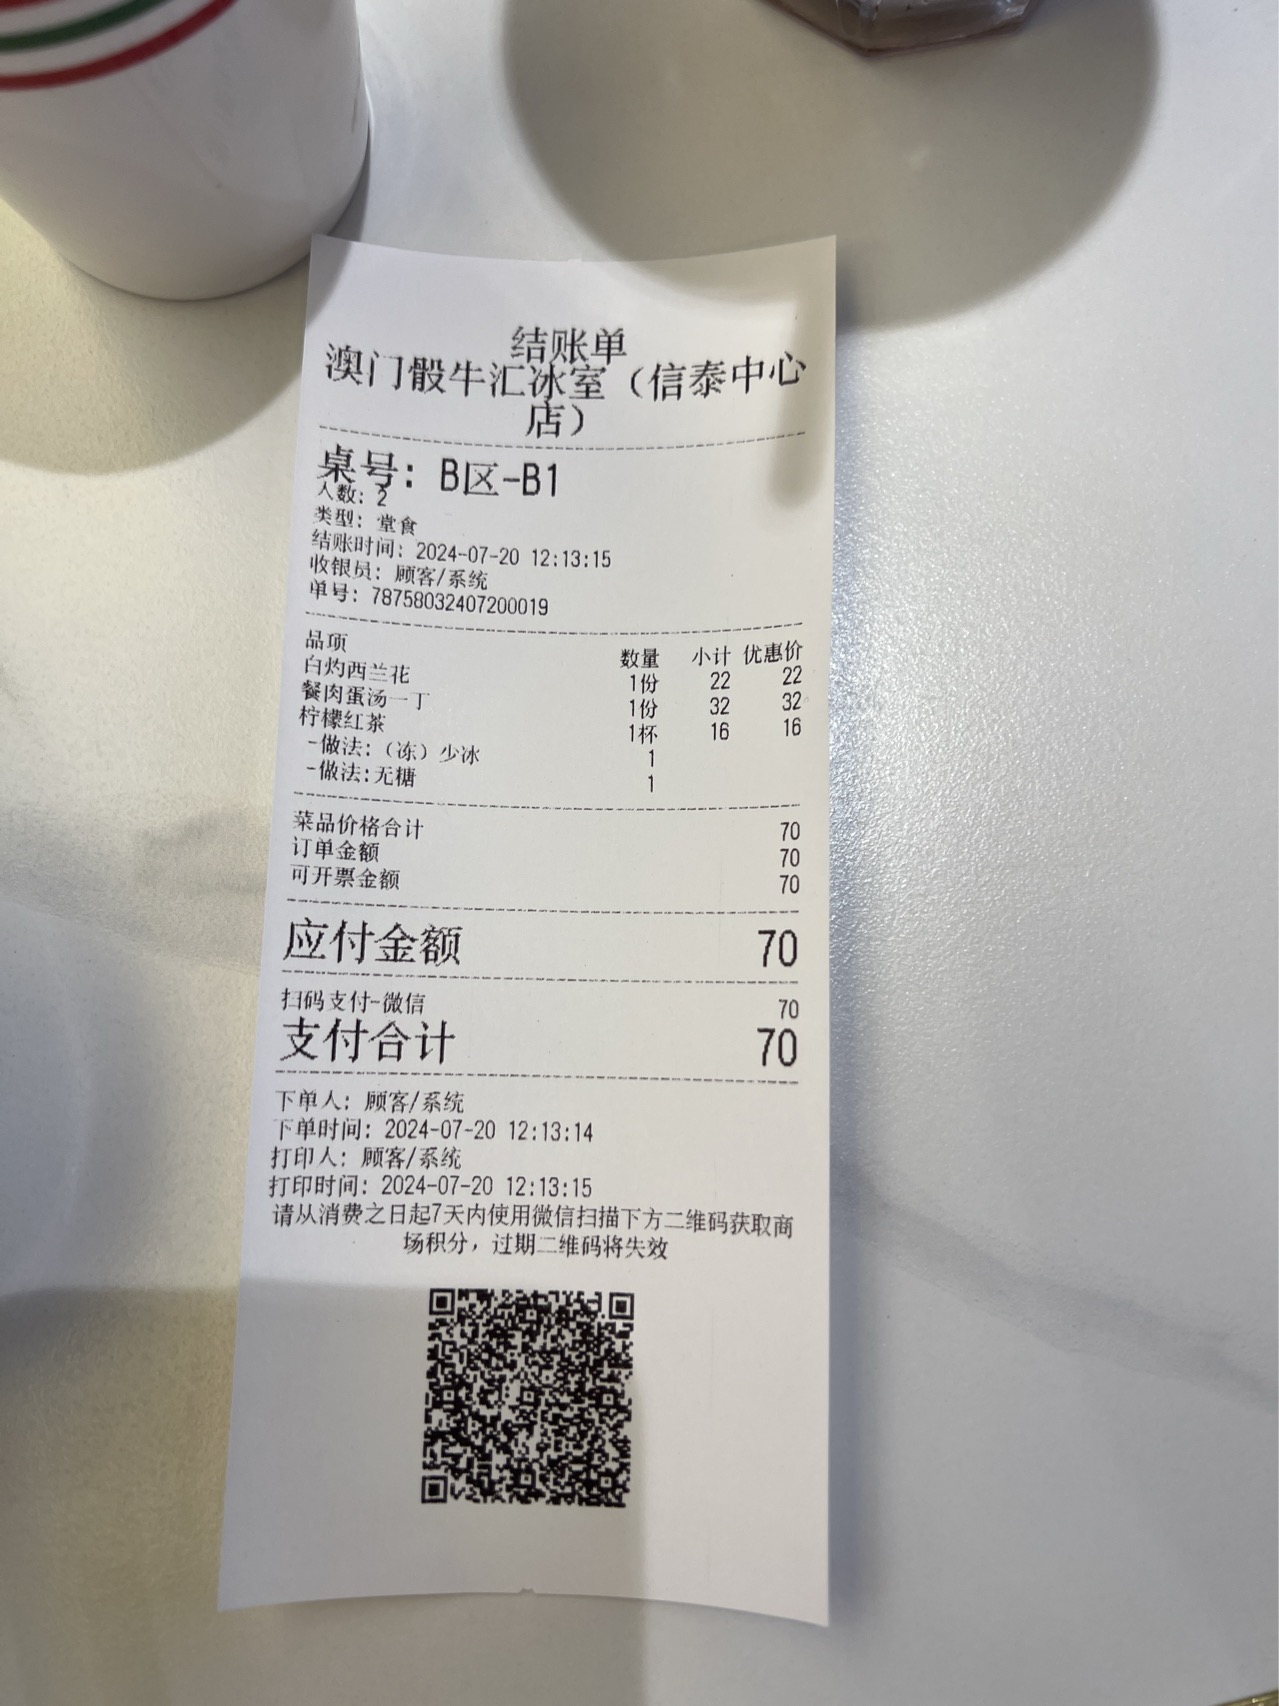 结账单
澳门骰牛汇冰室（信泰中心
店）
桌号: B区-B1
人数: 2
类型: 堂食
结账时间: 2024-07-20 12:13:15
收银员: 顾客/系统
单号: 78758032407200019
品项 数量 小计 优惠价
白灼西兰花 1份 22 22
餐肉蛋汤一丁 1份 32 32
柠檬红茶 1杯 16 16
-做法:（冻）少冰 1
-做法:无糖 1
菜品价格合计 70
订单金额 70
可开票金额 70
应付金额 70
扫码支付-微信 70
支付合计 70
下单人: 顾客/系统
下单时间: 2024-07-20 12:13:14
打印人: 顾客/系统
打印时间: 2024-07-20 12:13:15
请从消费之日起7天内使用微信扫描下方二维码获取商
场积分，过期二维码将失效